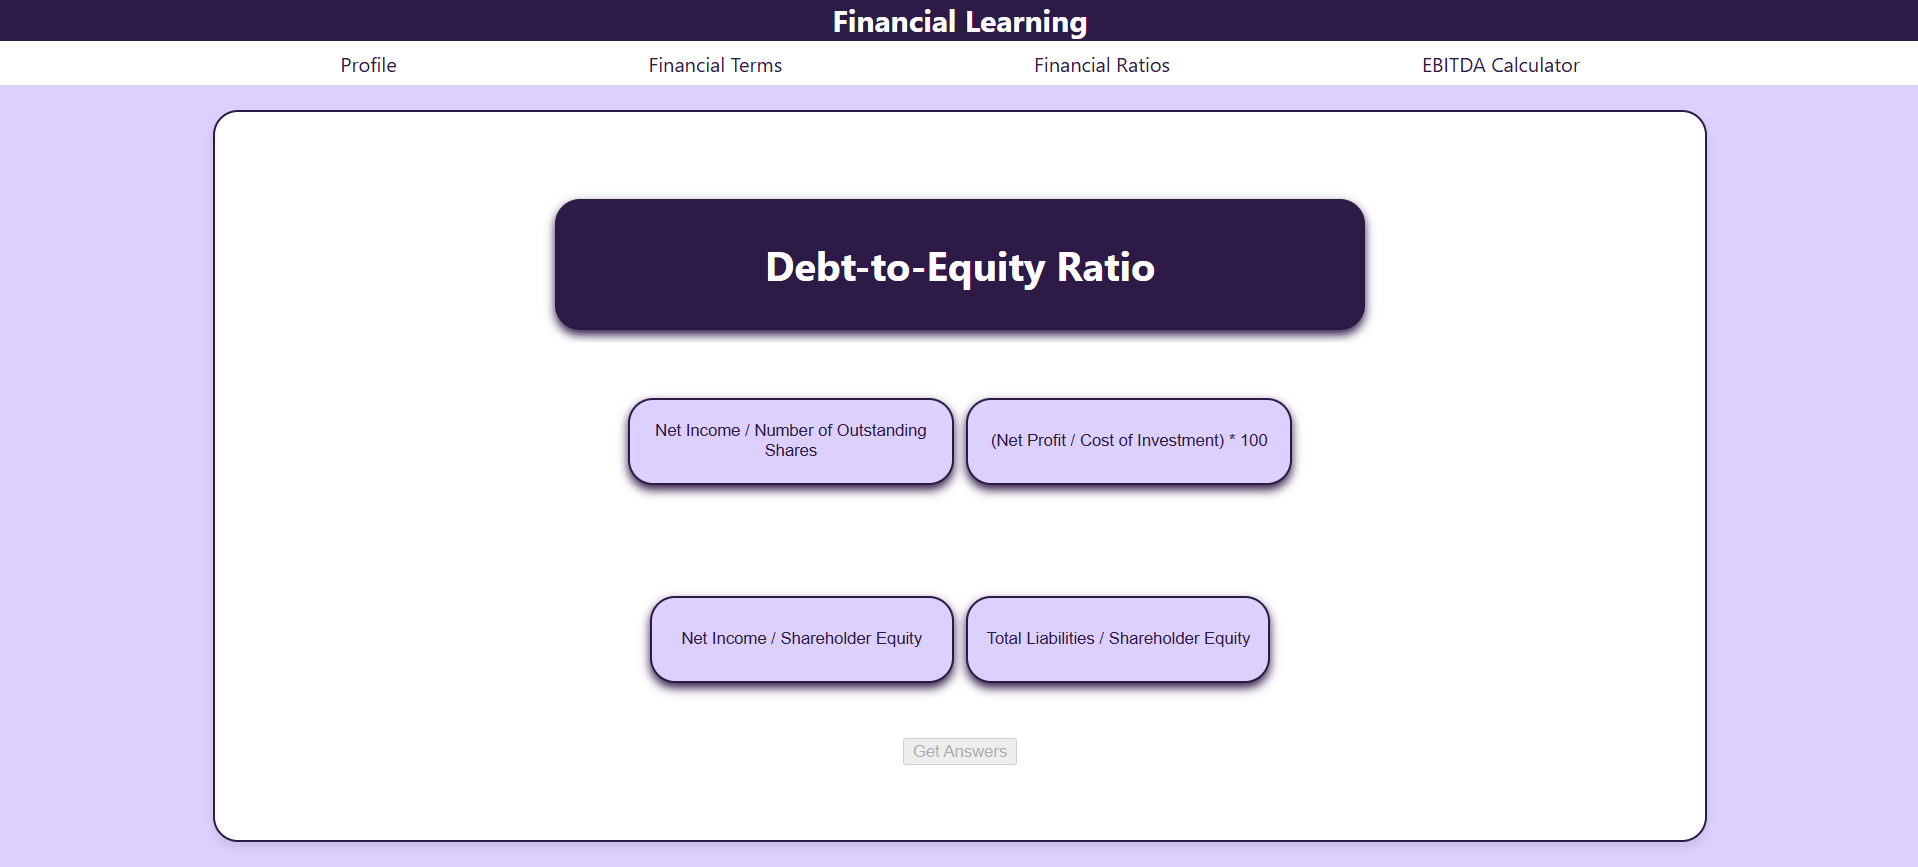 Financial Learning
Profile
Financial Terms
Financial Ratios
EBITDA Calculator
Debt-to-Equity Ratio
Net Income / Number of Outstanding
Shares
(Net Profit / Cost of Investment) * 100
Net Income / Shareholder Equity
Total Liabilities / Shareholder Equity
Get Answers